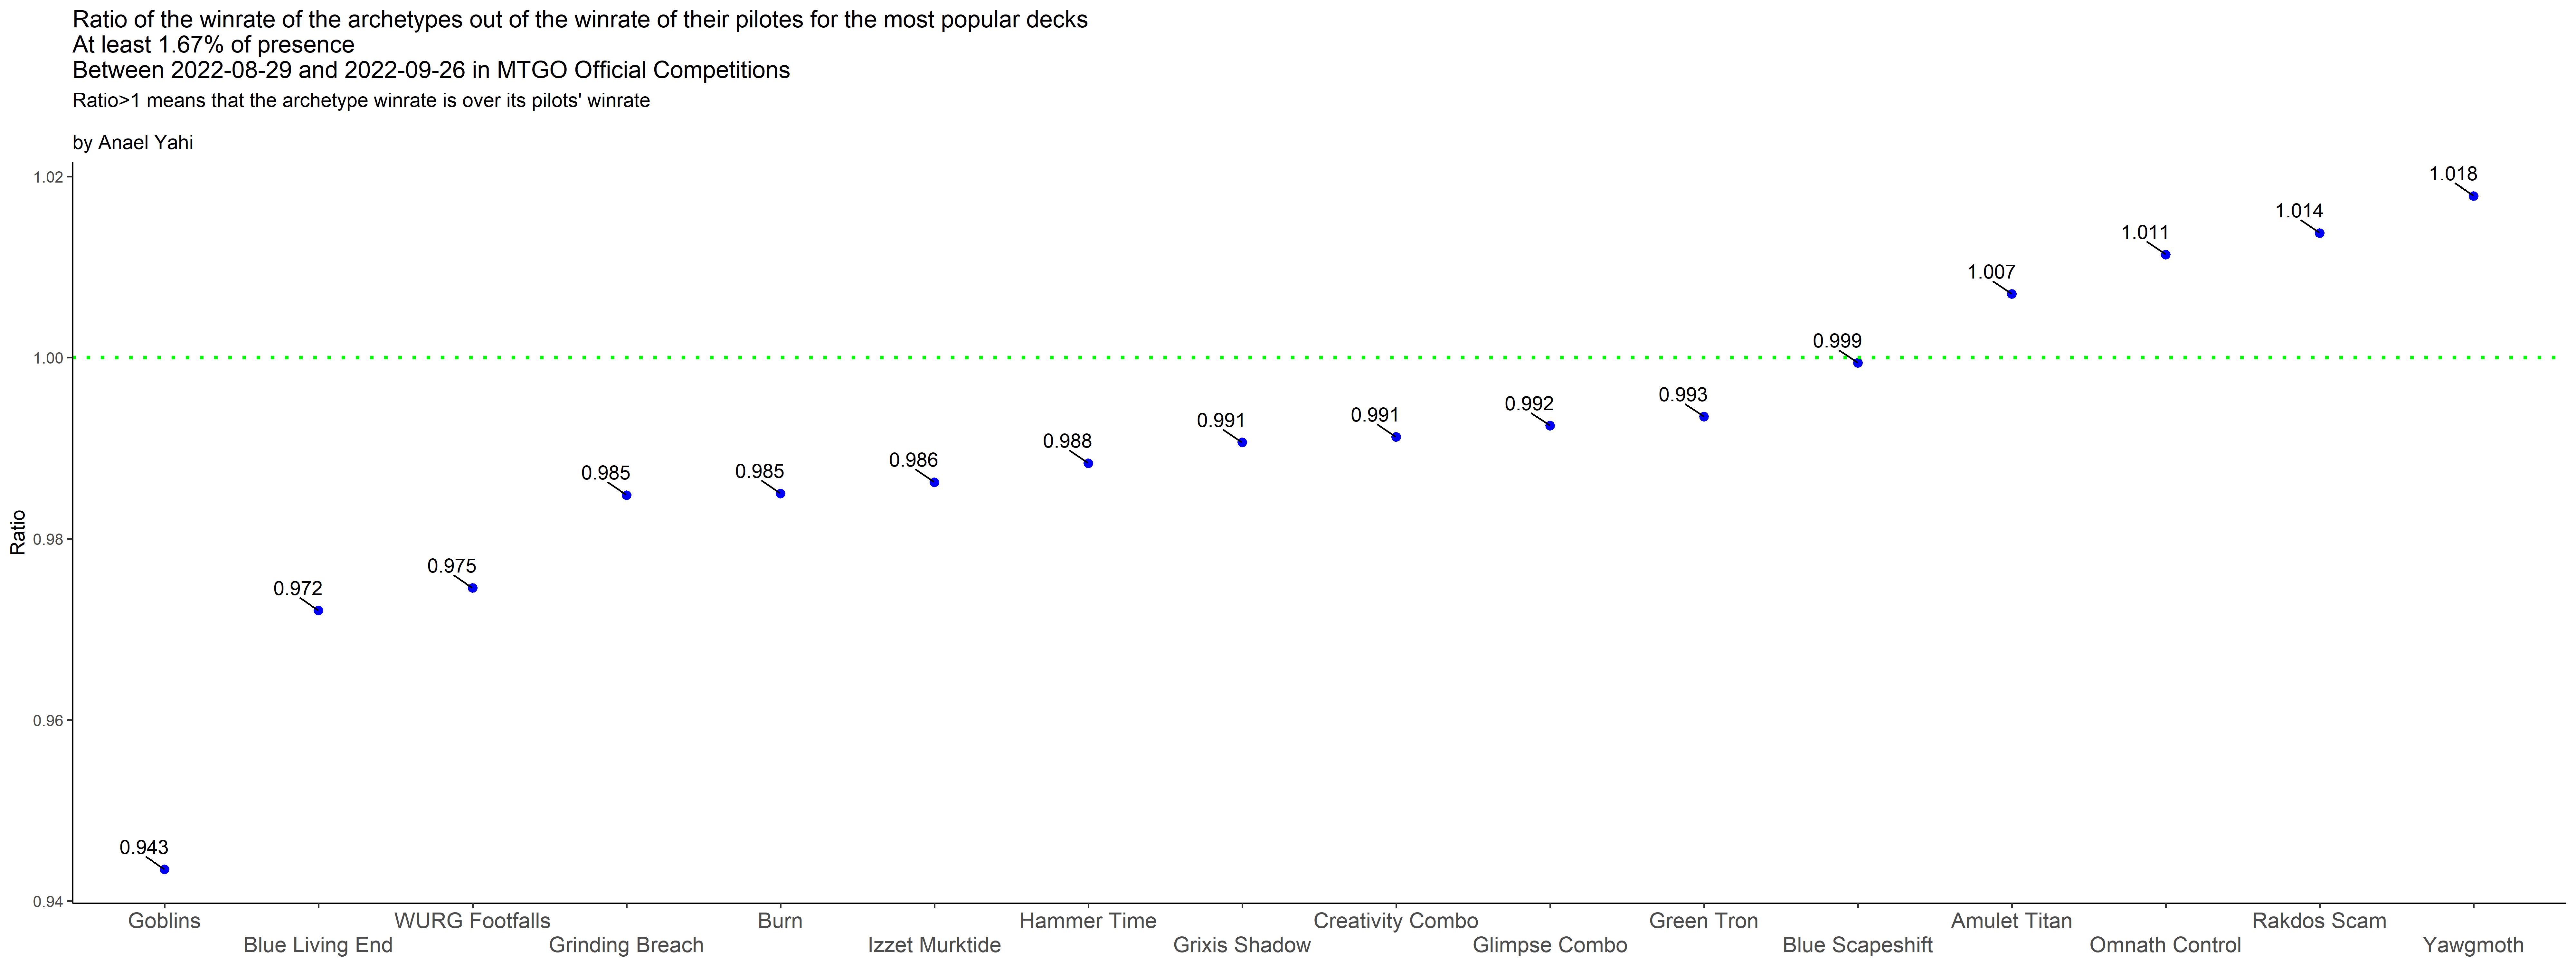 Ratio of the winrate of the archetypes out of the winrate of their pilotes for the most popular decks
At least 1.67% of presence
Between 2022-08-29 and 2022-09-26 in MTGO Official Competitions
Ratio>1 means that the archetype winrate is over its pilots' winrate
by Anael Yahi
Ratio
1.02
1.00
0.98
0.96
0.94
0.943
0.972
0.975
0.985
0.985
0.986
0.988
0.991
0.991
0.992
0.993
0.999
1.007
1.011
1.014
1.018
Goblins
Blue Living End
WURG Footfalls
Grinding Breach
Burn
Izzet Murktide
Hammer Time
Grixis Shadow
Creativity Combo
Glimpse Combo
Green Tron
Blue Scapeshift
Amulet Titan
Omnath Control
Rakdos Scam
Yawgmoth